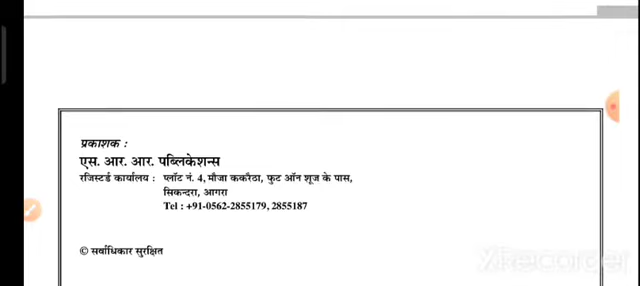 प्रकाशक :
एस. आर. आर. पब्लिकेशन्स
रजिस्टर्ड कार्यालय : प्लॉट नं. 4, मौजा ककरैठा, फुट ऑन शूज के पास,
सिकन्दरा, आगरा
Tel : +91-0562-2855179, 2855187
© सर्वाधिकार सुरक्षित
XRecorder